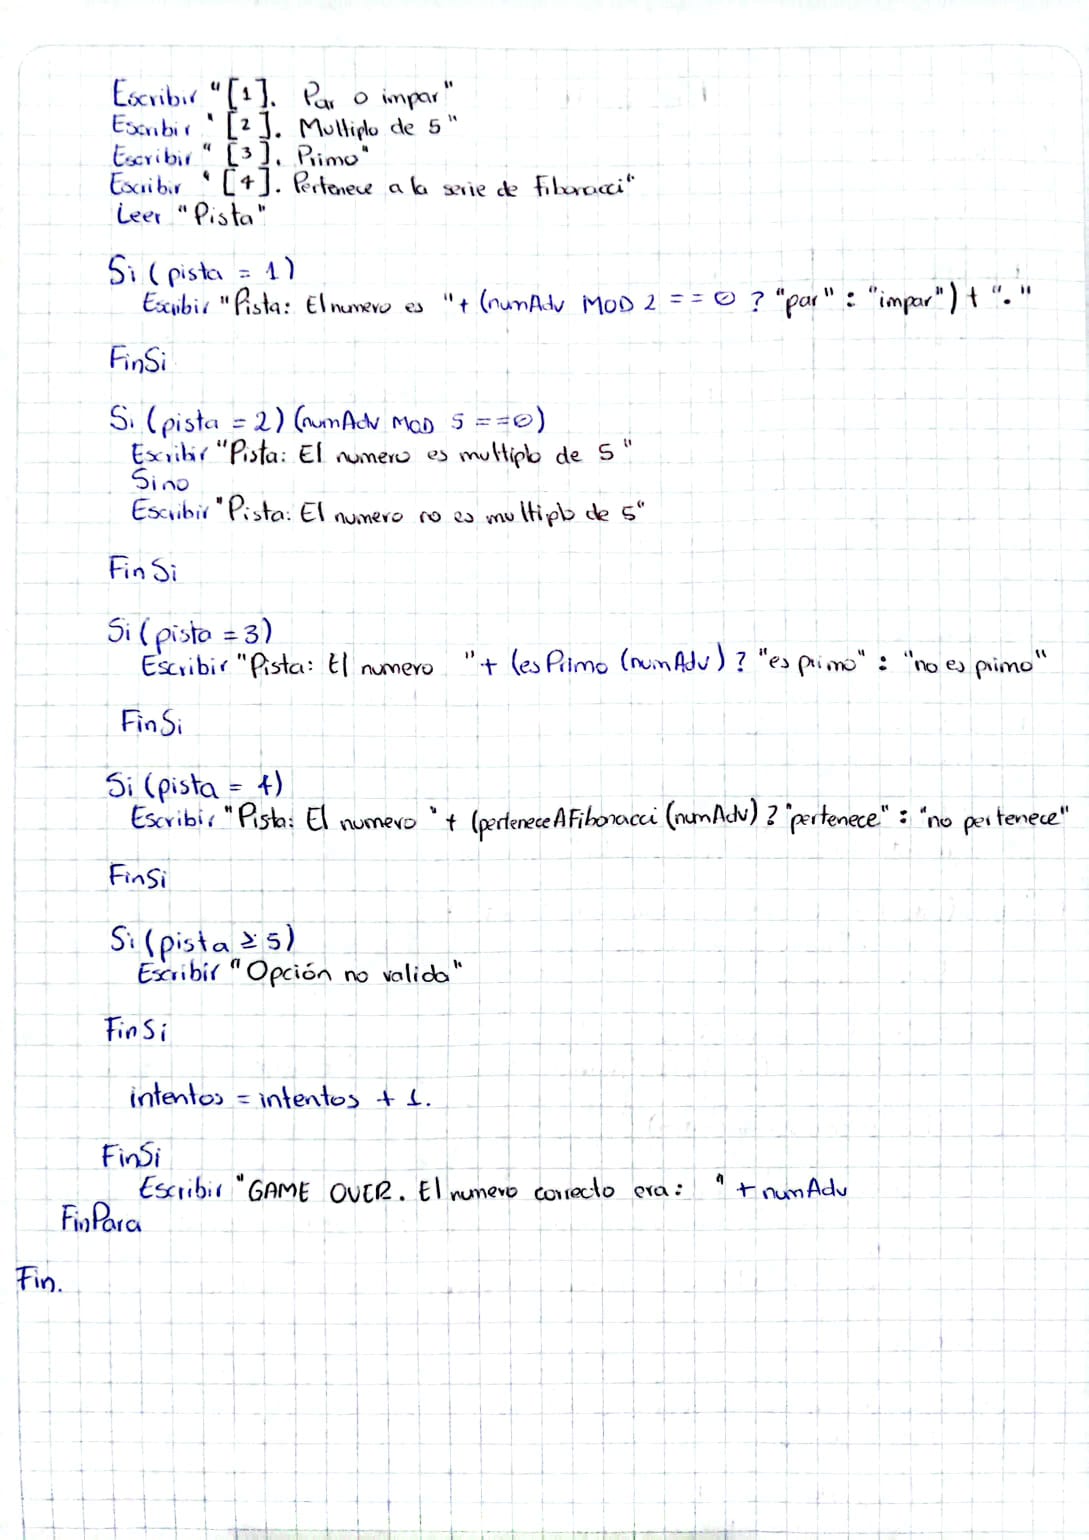 Escribir "[1]. Par o impar"
Escribir "[2]. Multiplo de 5"
Escribir "[3]. Primo"
Escribir "[4]. Pertenece a la serie de Fibonacci"
Leer "Pista"
Si (pista = 1)
Escribir "Pista: El numero es "+ (numAdv MOD 2 == 0 ? "par" : "impar") + "."
FinSi
Si (pista = 2) (numAdv MOD 5 == 0)
Escribir "Pista: El numero es multiplo de 5"
Sino
Escribir "Pista: El numero no es multiplo de 5"
FinSi
Si (pista = 3)
Escribir "Pista: El numero "+ (esPrimo (numAdv) ? "es primo" : "no es primo"
FinSi
Si (pista = 4)
Escribir "Pista: El numero "+ (perteneceAFibonacci (numAdv) ? "pertenece" : "no pertenece"
FinSi
Si (pista ≥ 5)
Escribir "Opción no valida"
FinSi
intentos = intentos + 1.
FinSi
Escribir "GAME OVER. El numero correcto era: " + numAdv
FinPara
Fin.